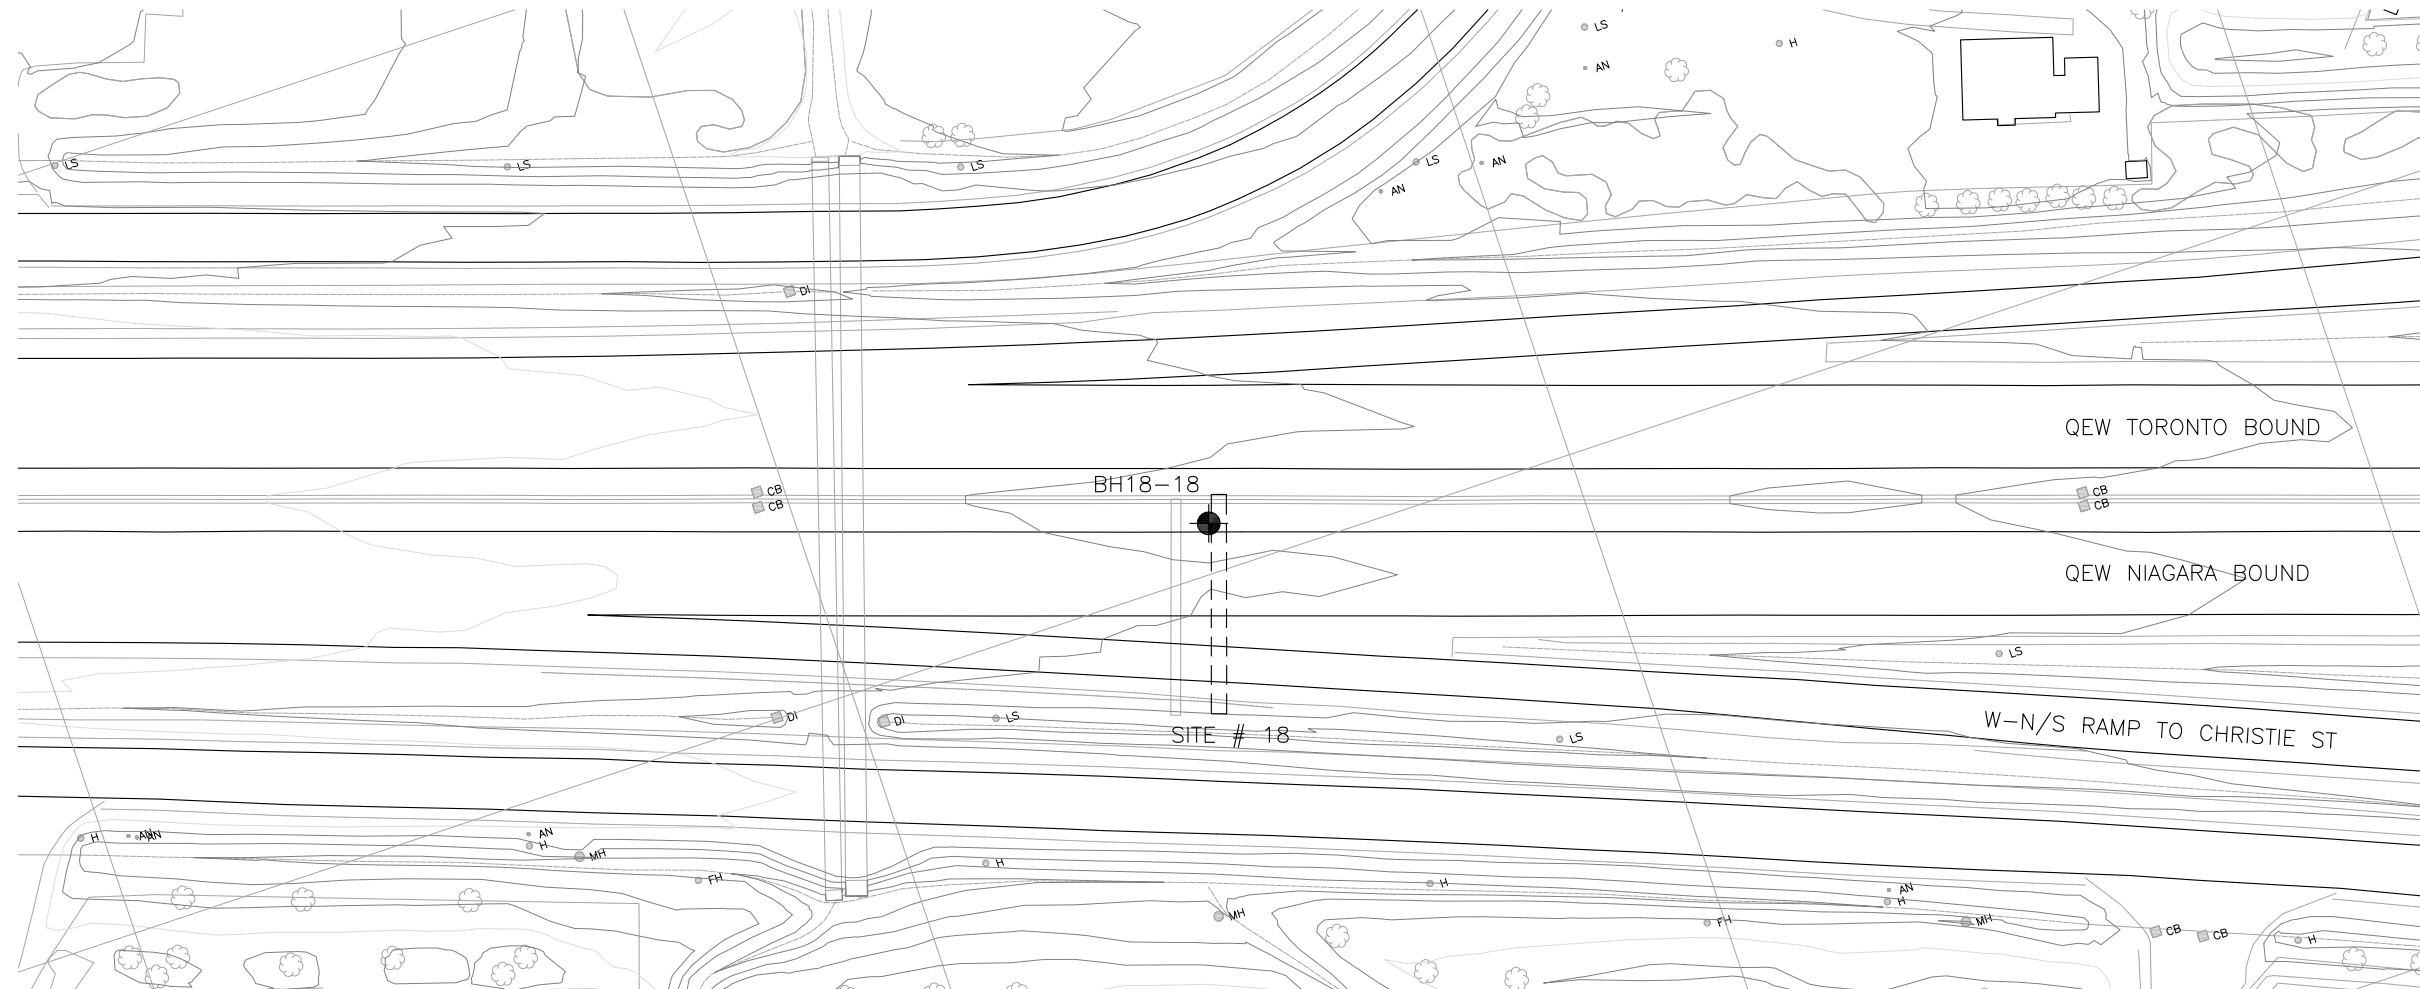 LS
H
AN
LS
LS
LS
LS
AN
AN
DI
QEW TORONTO BOUND
BH18-18
CB
CB
CB
CB
QEW NIAGARA BOUND
LS
DI
DI
LS
SITE # 18
LS
W-N/S RAMP TO CHRISTIE ST
H
AN
AN
AN
H
MH
FH
H
H
AN
H
MH
FH
MH
CB
CB
H